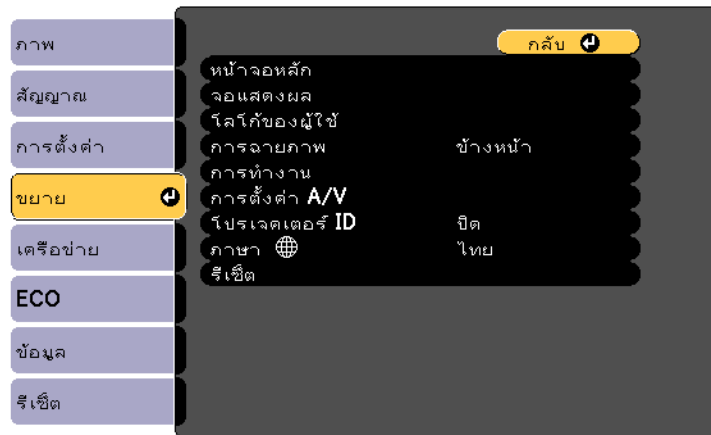 ภาพ
สัญญาณ
การตั้งค่า
ขยาย
เครือข่าย
ECO
ข้อมูล
รีเซ็ต
กลับ
หน้าจอหลัก
จอแสดงผล
โลโก้ของผู้ใช้
การฉายภาพ ข้างหน้า
การทำงาน
การตั้งค่า A/V
โปรเจคเตอร์ ID ปิด
ภาษา ไทย
รีเซ็ต